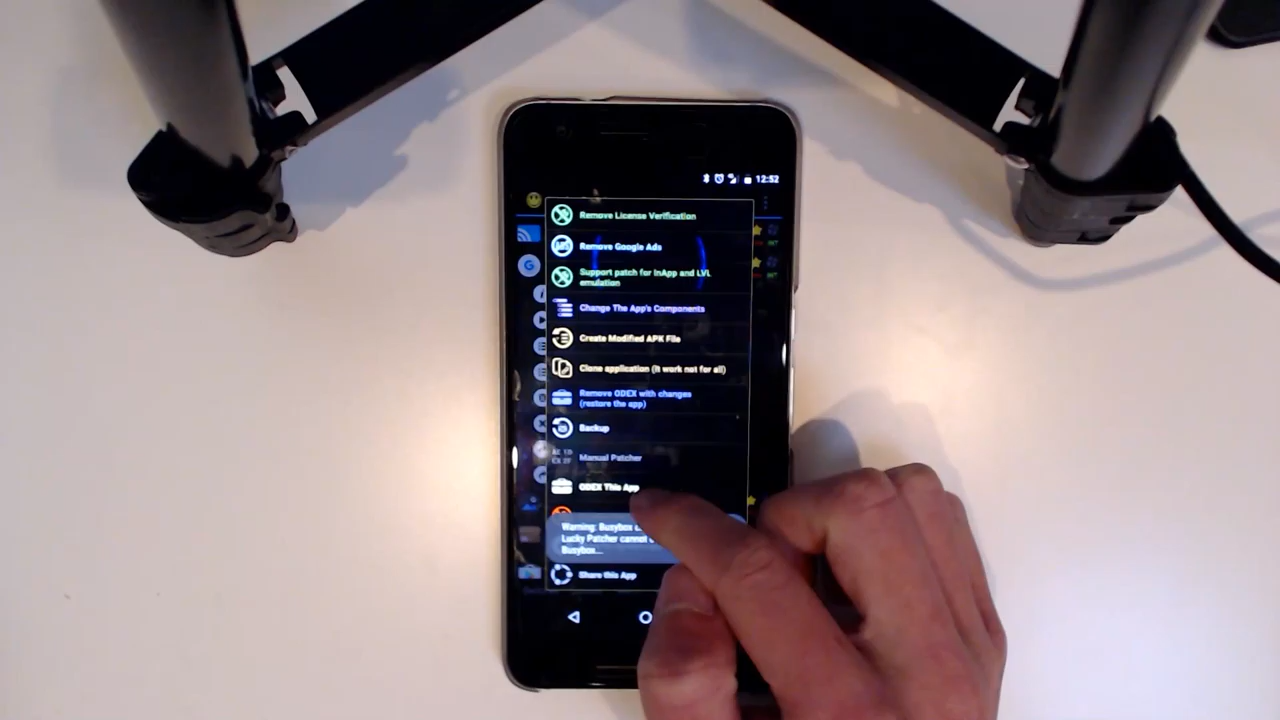 12:52
Remove License Verification
Remove Google Ads
Support patch for InApp and LVL
emulation
Change The App's Components
Create Modified APK File
Clone application (It work not for all)
Remove ODEX with changes
(restore the app)
Backup
Manual Patcher
ODEX This App
Warning: Busybox
Lucky Patcher cannot
Busybox...
Share this App